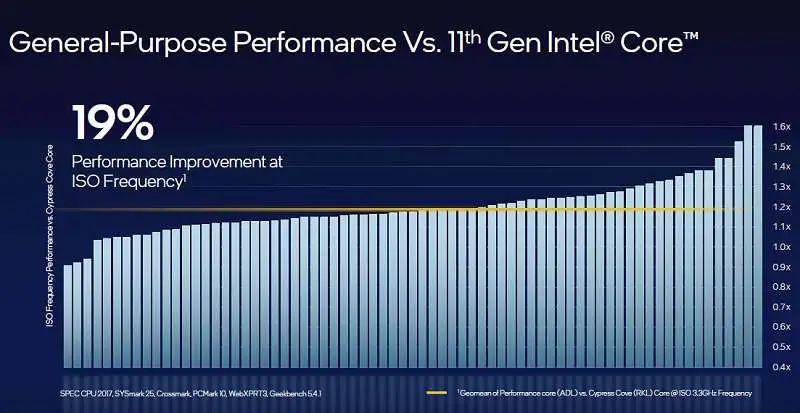 General-Purpose Performance Vs. 11th Gen Intel® Core™
19%
Performance Improvement at
ISO Frequency¹
ISO Frequency Performance vs Cypress Cove Core
1.6x
1.5x
1.4x
1.3x
1.2x
1.1x
1.0x
0.9x
0.8x
0.7x
0.6x
0.5x
0.4x
SPEC CPU 2017, SYSmark 25, Crossmark, PCMark 10, WebXPRT3, Geekbench 5.4.1
¹Geomean of Performance core (ADL) vs. Cypress Cove (RKL) Core @ ISO 3.3GHz Frequency